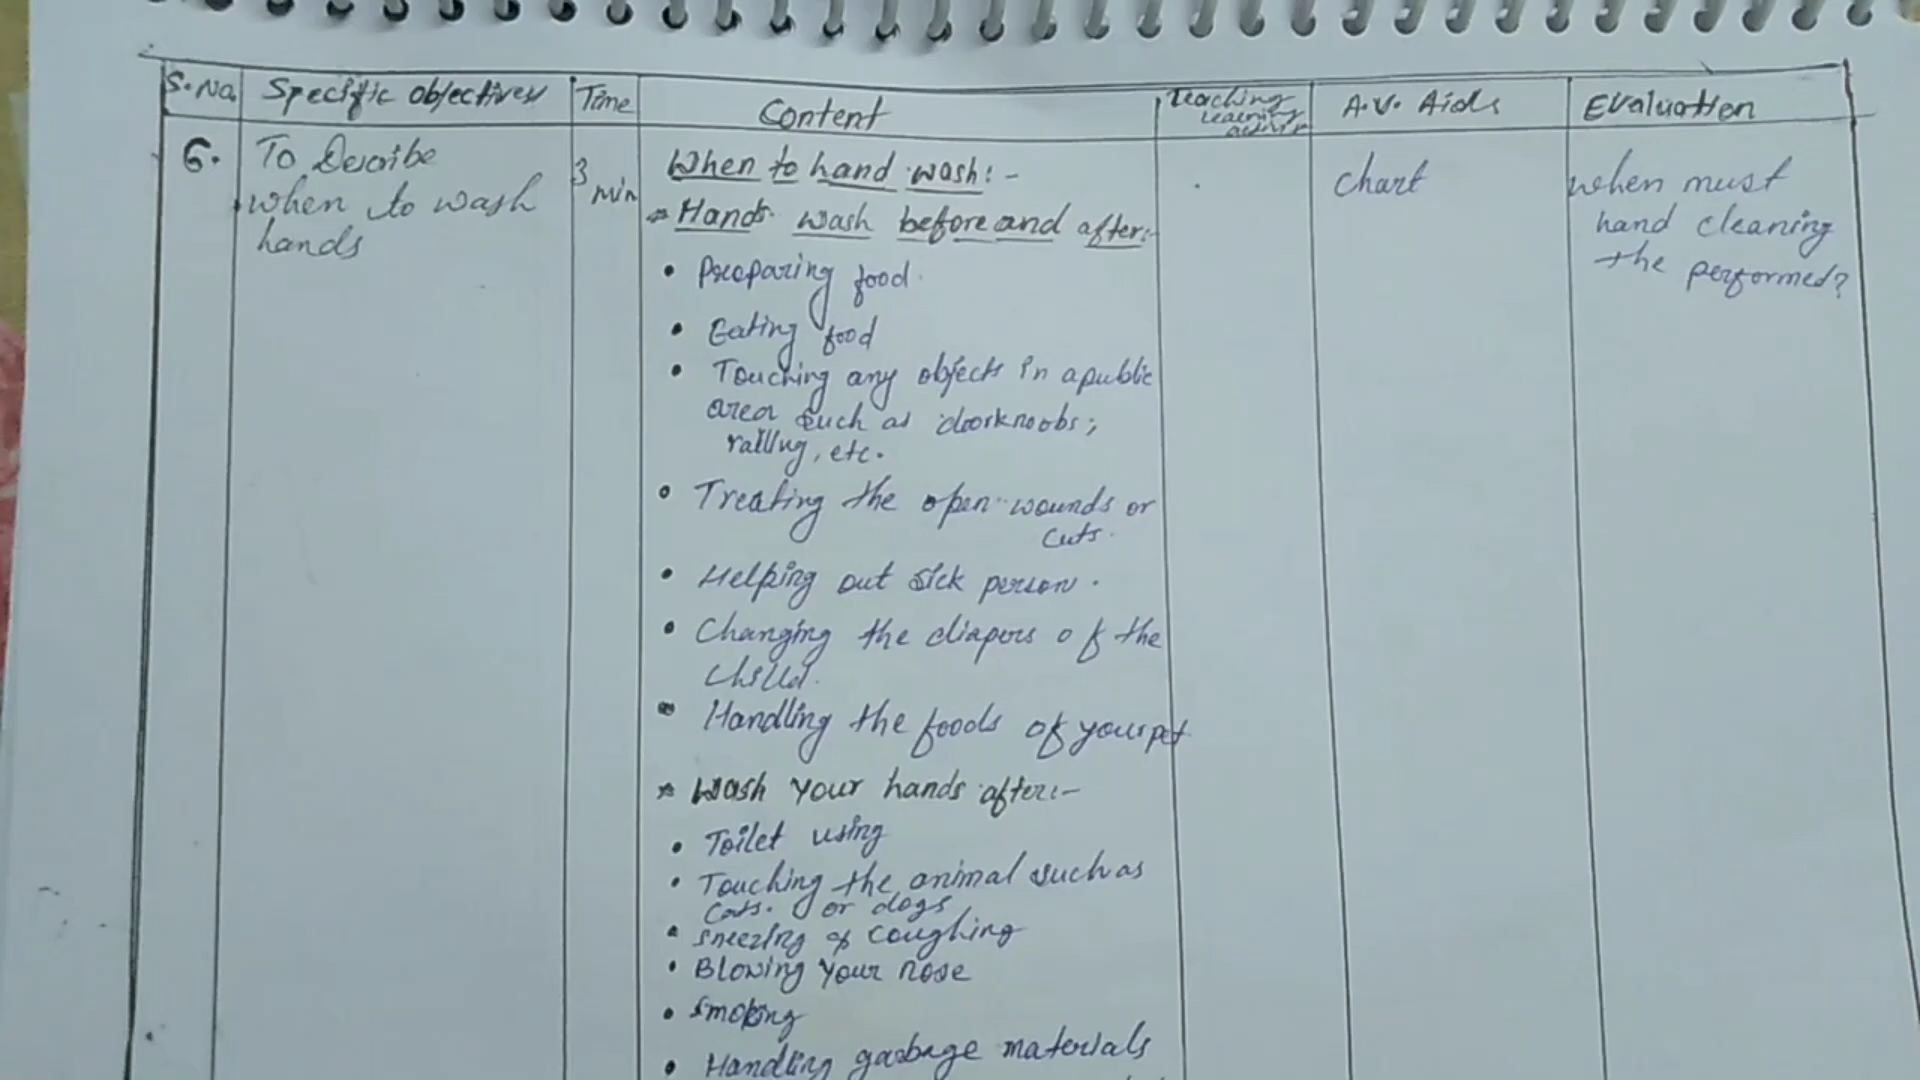 S.No.
Specific objectives
Time
Content
Teaching
Learning
A.V. Aids
Evaluation
6.
To Decribe
when to wash
hands
3
min
When to hand wash:-
Hands wash before and after:-
• Preparing food.
• Eating food
• Touching any objects in a public
area such as doorknoobs;
railing, etc.
• Treating the open wounds or
cuts.
• Helping out sick person.
• Changing the diapers of the
child.
• Handling the foods of your pet
* Wash your hands after:-
• Toilet using
• Touching the animal such as
cats. or dogs
• Sneezing of coughing
• Blowing your nose
• Smoking
• Handling garbage materials
chart
when must
hand cleaning
the performed?